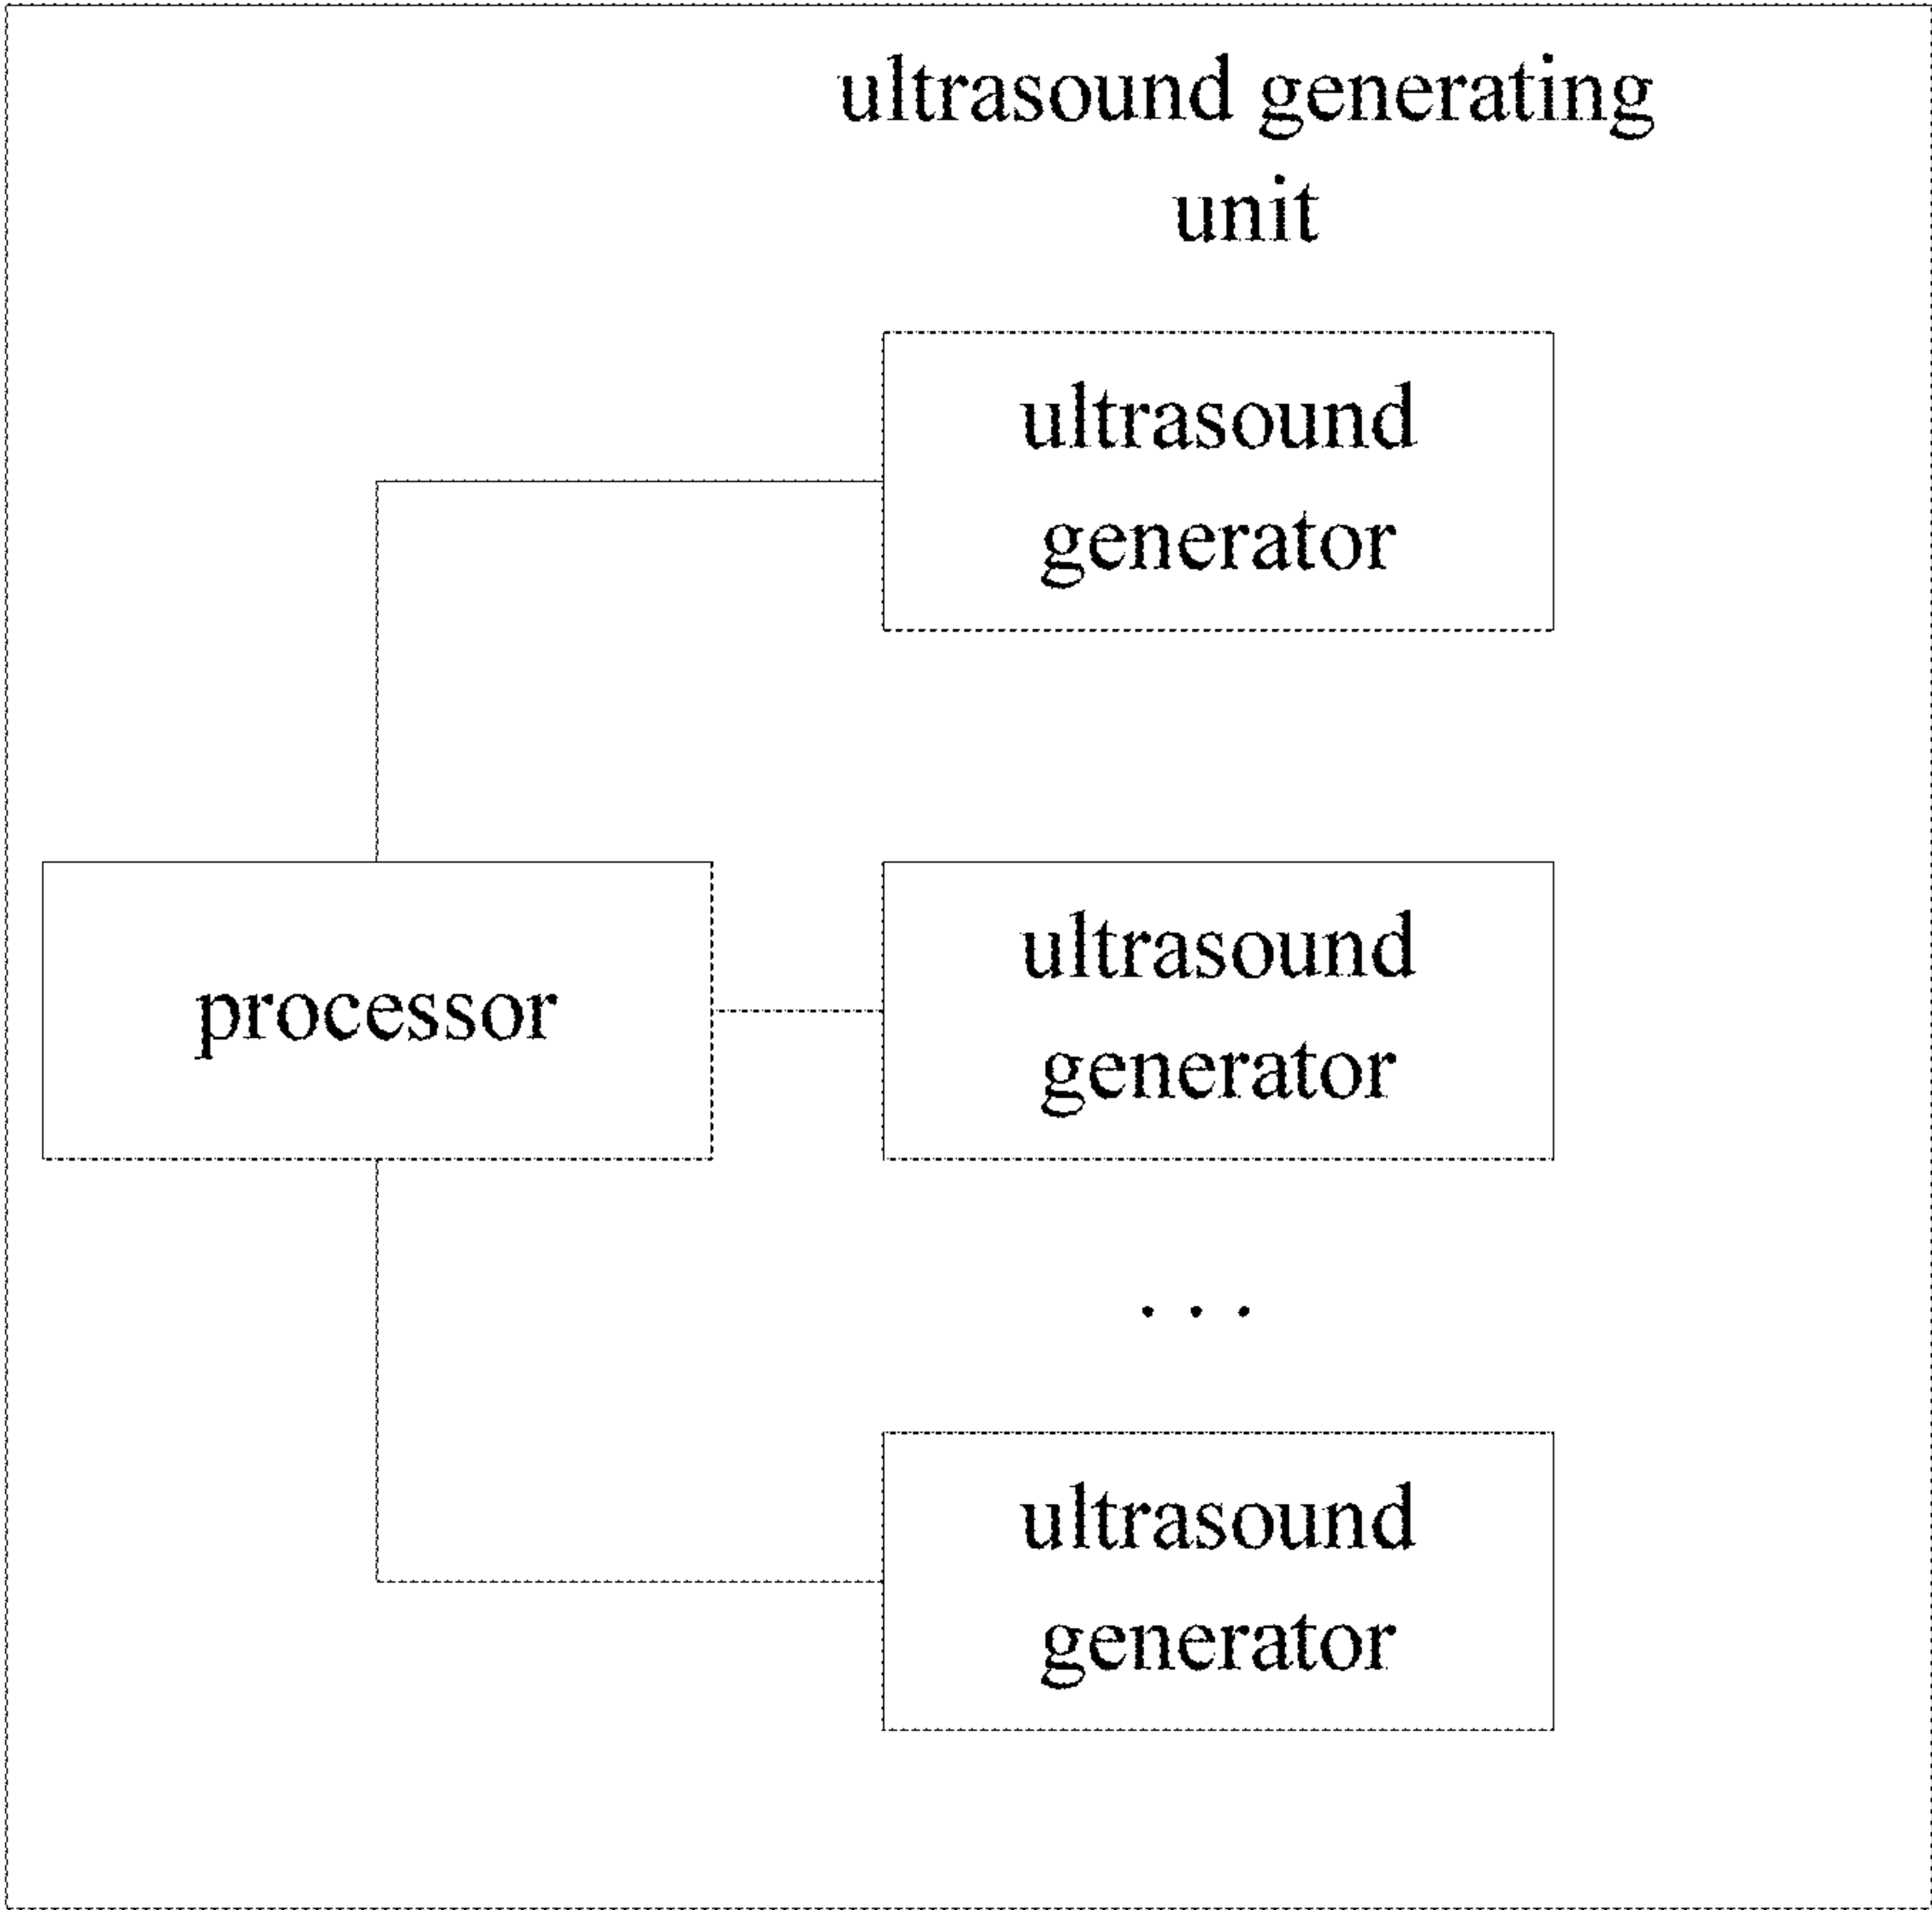 ultrasound generating
unit
ultrasound
generator
processor
ultrasound
generator
...
ultrasound
generator